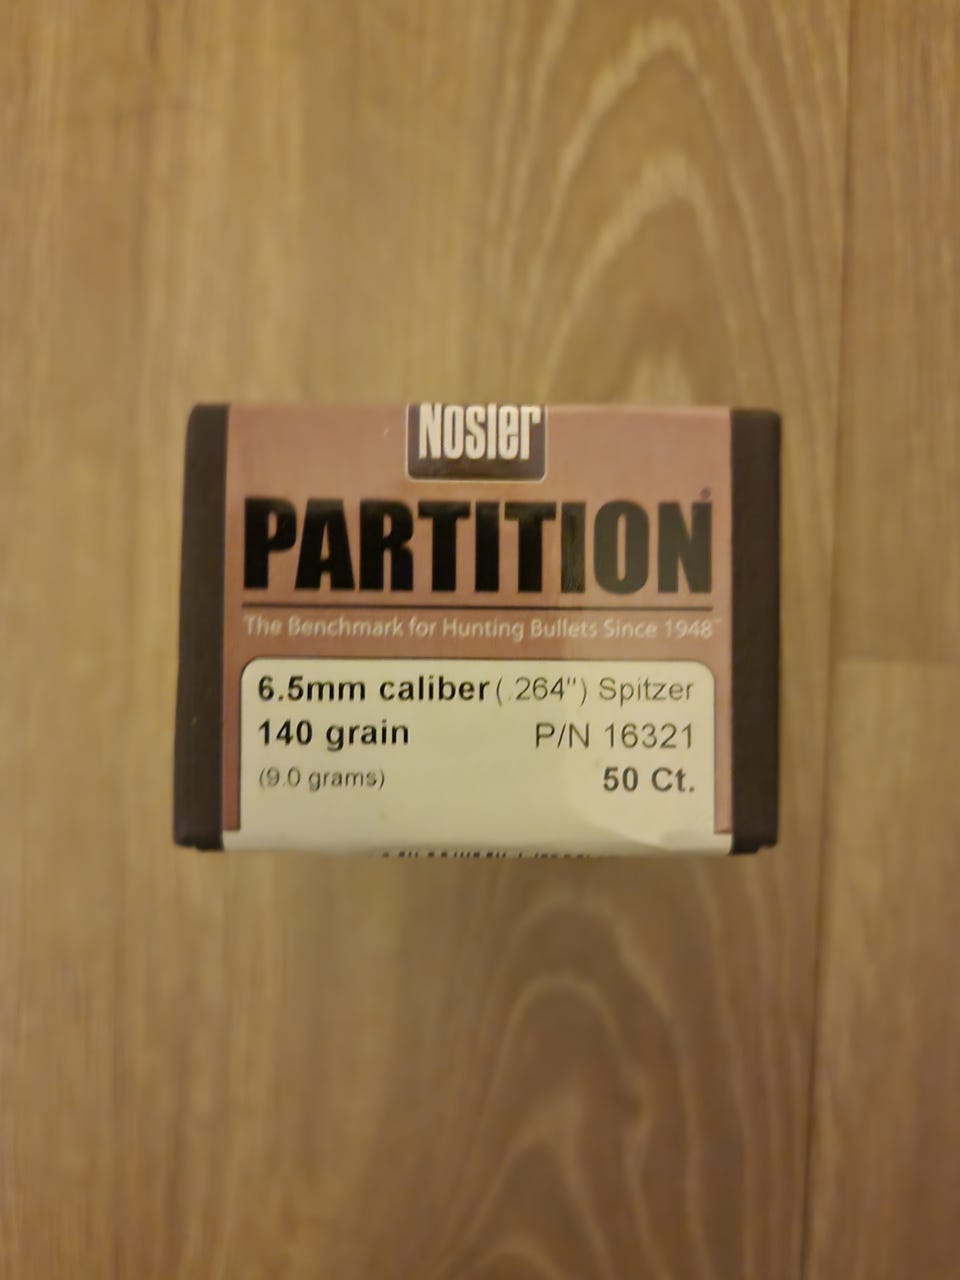 Nosler
PARTITION®
The Benchmark for Hunting Bullets Since 1948™
6.5mm caliber (.264") Spitzer
140 grain P/N 16321
(9.0 grams) 50 Ct.